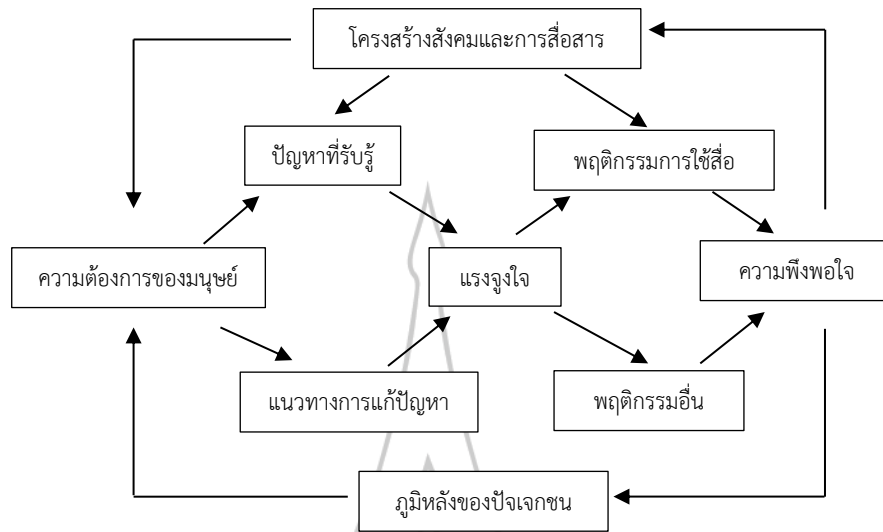 โครงสร้างสังคมและการสื่อสาร
ปัญหาที่รับรู้
พฤติกรรมการใช้สื่อ
ความต้องการของมนุษย์
แรงจูงใจ
ความพึงพอใจ
แนวทางการแก้ปัญหา
พฤติกรรมอื่น
ภูมิหลังของปัจเจกชน